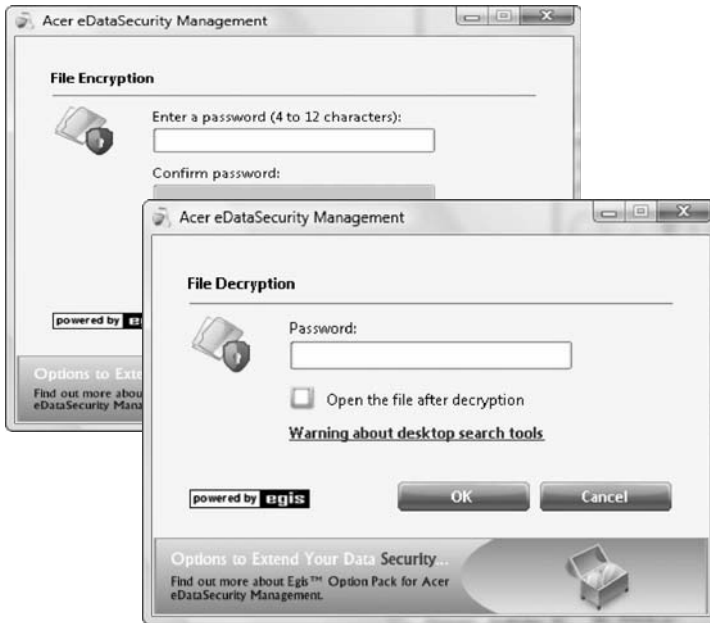 Acer eDataSecurity Management
File Encryption
Enter a password (4 to 12 characters):
Confirm password:
powered by
Options to
Find out more
eDataSecurity
Acer eDataSecurity Management
File Decryption
Password:
Open the file after decryption
Warning about desktop search tools
powered by egis
OK
Cancel
Options to Extend Your Data Security...
Find out more about Egis™ Option Pack for Acer
eDataSecurity Management.